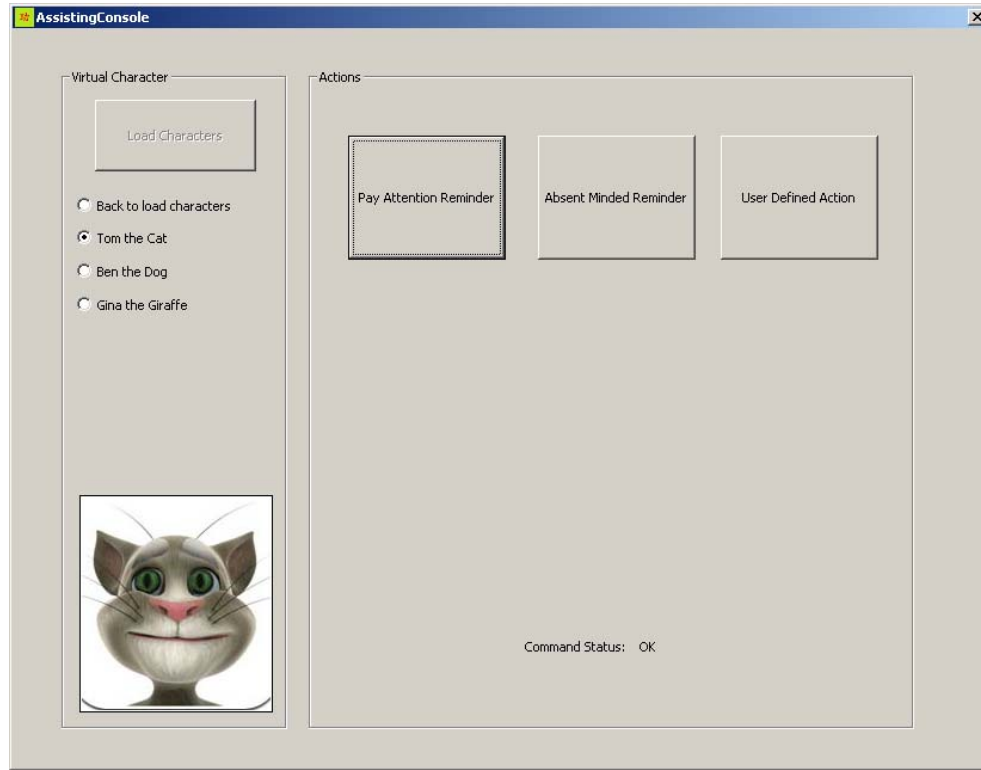 AssistingConsole
Virtual Character
Load Characters
Back to load characters
Tom the Cat
Ben the Dog
Gina the Giraffe
Actions
Pay Attention Reminder
Absent Minded Reminder
User Defined Action
Command Status: OK